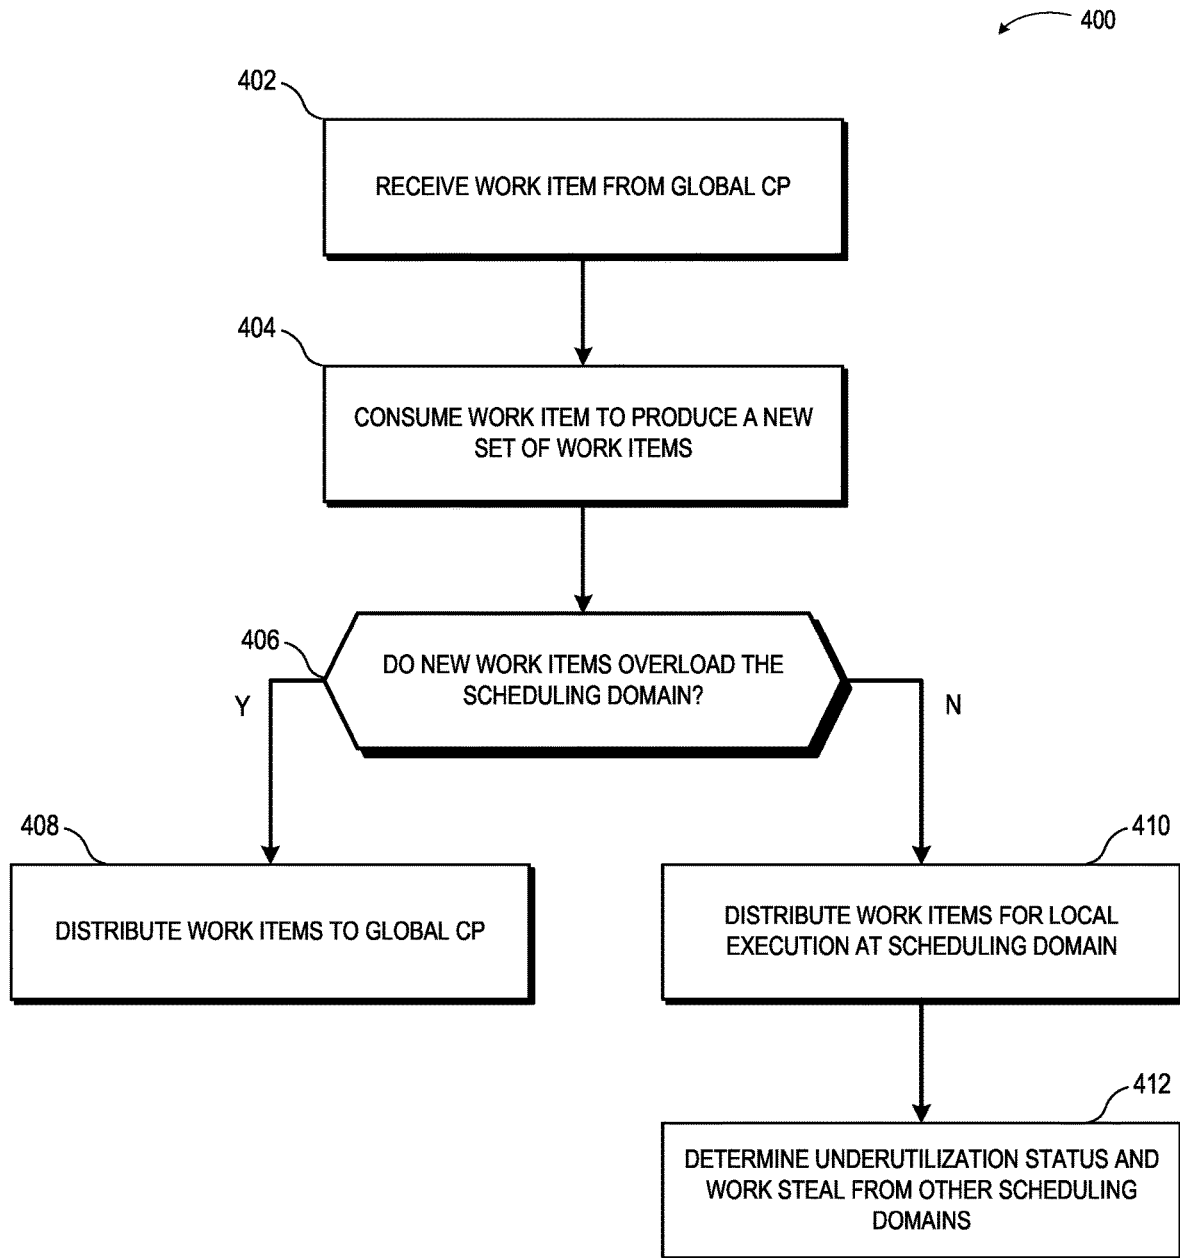 400
402
RECEIVE WORK ITEM FROM GLOBAL CP
404
CONSUME WORK ITEM TO PRODUCE A NEW
SET OF WORK ITEMS
406
DO NEW WORK ITEMS OVERLOAD THE
SCHEDULING DOMAIN?
Y
N
408
DISTRIBUTE WORK ITEMS TO GLOBAL CP
410
DISTRIBUTE WORK ITEMS FOR LOCAL
EXECUTION AT SCHEDULING DOMAIN
412
DETERMINE UNDERUTILIZATION STATUS AND
WORK STEAL FROM OTHER SCHEDULING
DOMAINS